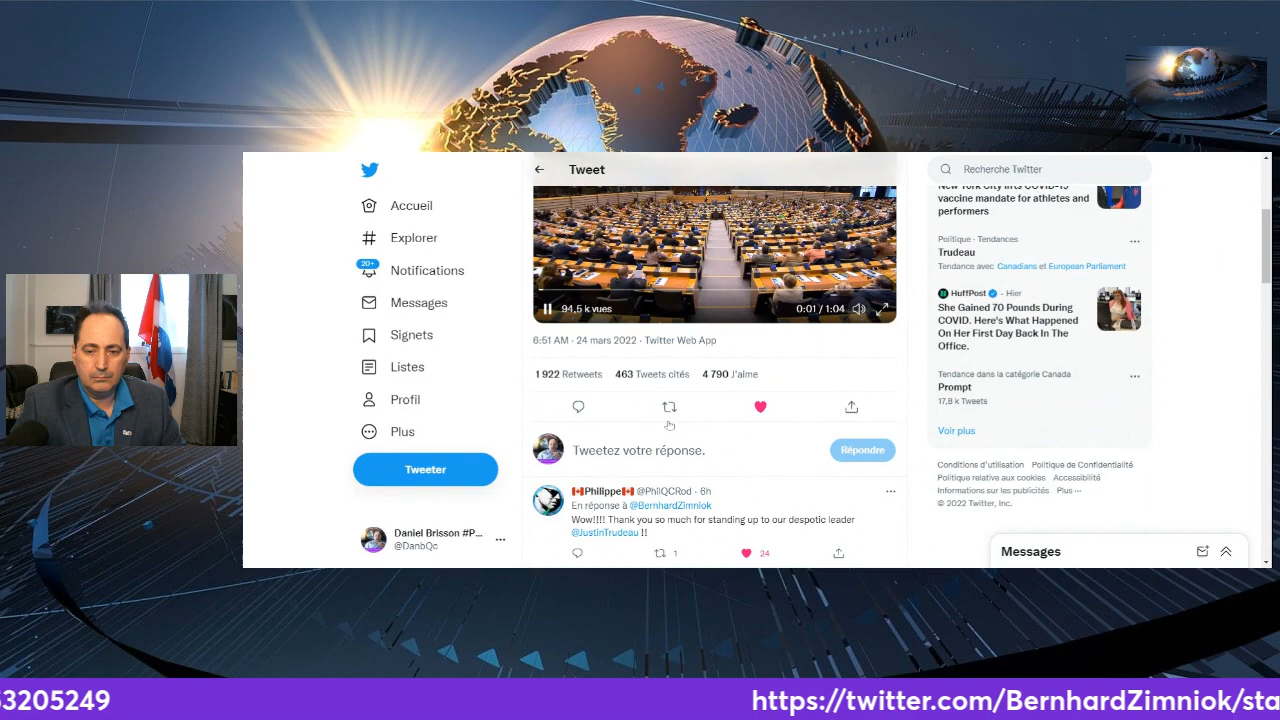 Tweet
Recherche Twitter
Accueil
Explorer
20+
Notifications
Messages
Signets
Listes
Profil
Plus
Tweeter
Daniel Brisson #P...
@DanbQc
94,5 k vues
0:01 / 1:04
6:51 AM · 24 mars 2022 · Twitter Web App
1 922 Retweets 463 Tweets cités 4 790 J'aime
Tweetez votre réponse.
Répondre
Philippe @PhilQCRod · 6h
En réponse à @BernhardZimniok
Wow!!!! Thank you so much for standing up to our despotic leader
@JustinTrudeau !!
1
24
New York City lifts COVID-19
vaccine mandate for athletes and
performers
Politique · Tendances
Trudeau
Tendance avec Canadians et European Parliament
HuffPost · Hier
She Gained 70 Pounds During
COVID. Here's What Happened
On Her First Day Back In The
Office.
Tendance dans la catégorie Canada
Prompt
17,8 k Tweets
Voir plus
Conditions d'utilisation Politique de Confidentialité
Politique relative aux cookies Accessibilité
Informations sur les publicités Plus ···
© 2022 Twitter, Inc.
Messages
53205249
https://twitter.com/BernhardZimniok/sta